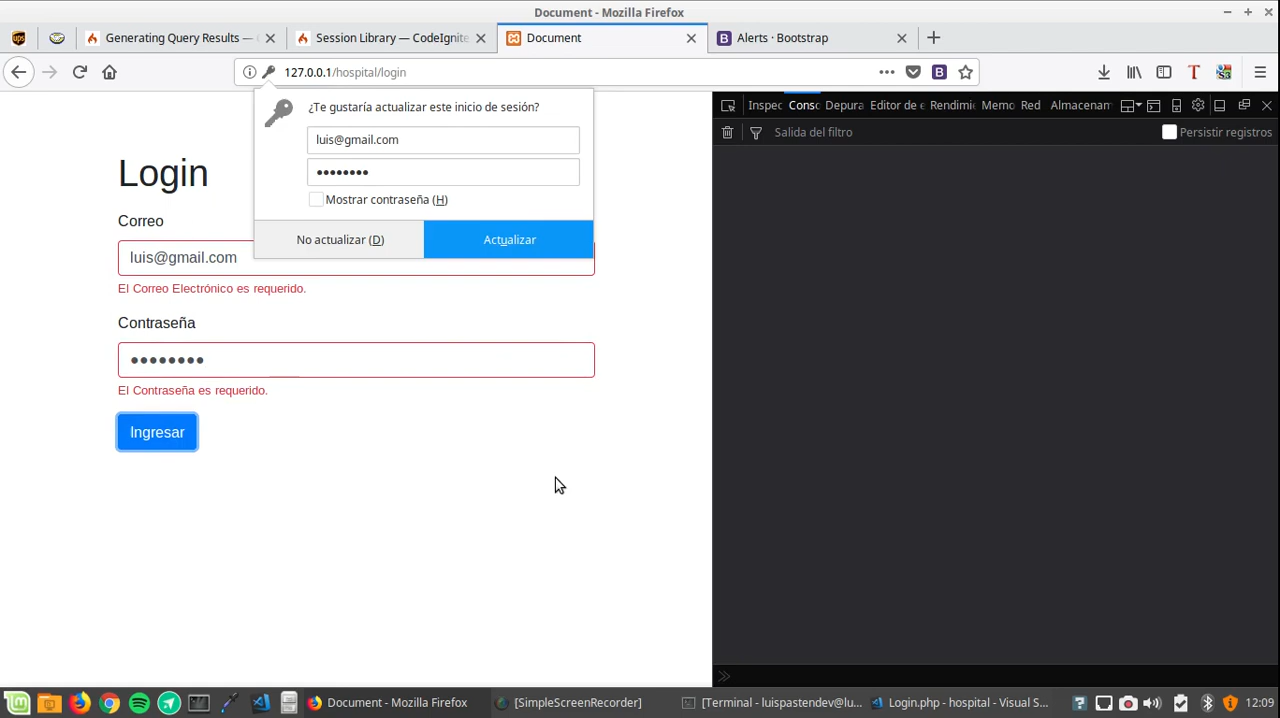 Document - Mozilla Firefox
ups
Generating Query Results —
Session Library — CodeIgnite
Document
Alerts · Bootstrap
127.0.0.1/hospital/login
¿Te gustaría actualizar este inicio de sesión?
luis@gmail.com
Mostrar contraseña (H)
No actualizar (D)
Actualizar
Login
Correo
luis@gmail.com
El Correo Electrónico es requerido.
Contraseña
El Contraseña es requerido.
Ingresar
Inspec Consc Depura Editor de e Rendimie Memo Red Almacenan
Salida del filtro
Persistir registros
Document - Mozilla Firefox
[SimpleScreenRecorder]
[Terminal - luispastendev@lu...
Login.php - hospital - Visual S...
12:09